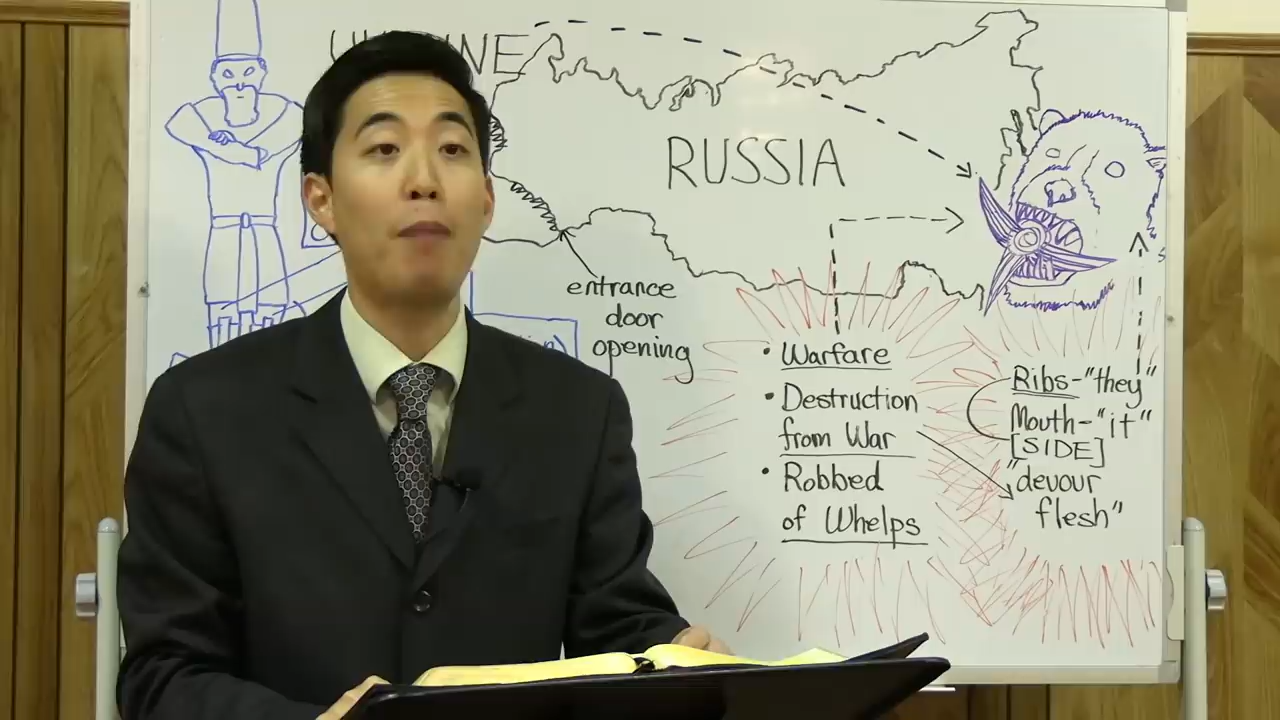 RUSSIA
entrance
door
opening
• Warfare
• Destruction
from War
• Robbed
of Whelps
Ribs-"they"
Mouth-"it"
[SIDE]
"devour
flesh"